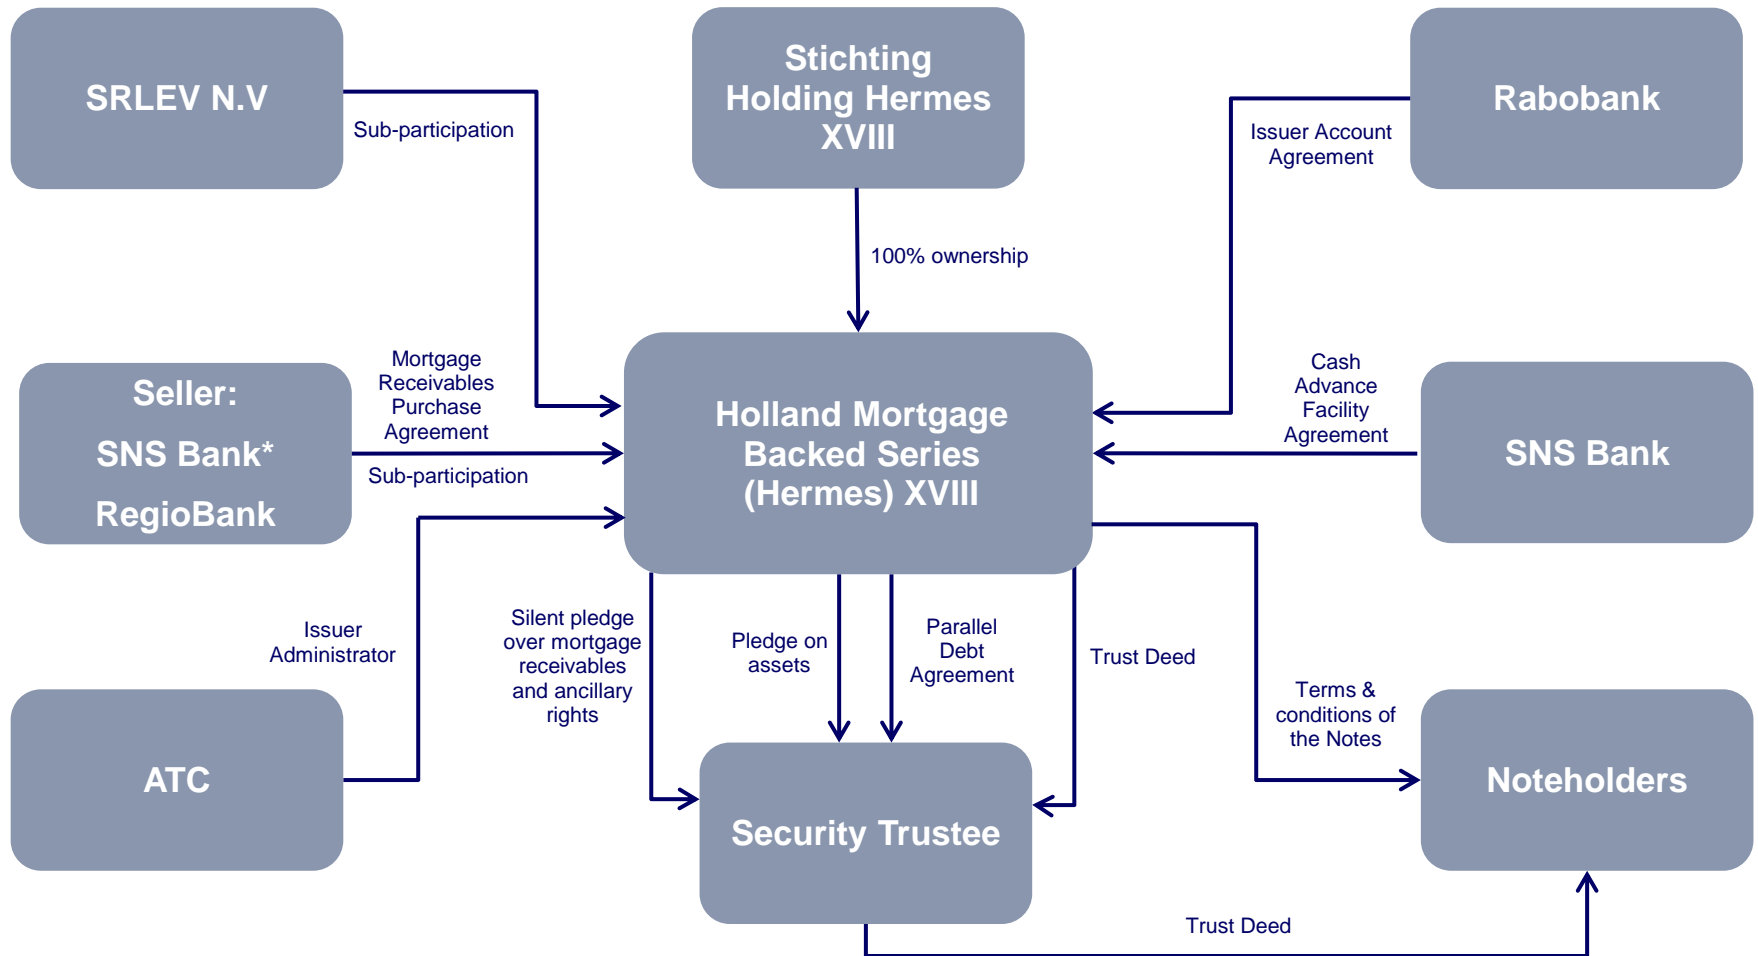 SRLEV N.V
Sub-participation
Stichting
Holding Hermes
XVIII
Rabobank
Issuer Account
Agreement
100% ownership
Seller:
SNS Bank*
RegioBank
Mortgage
Receivables
Purchase
Agreement
Sub-participation
Holland Mortgage
Backed Series
(Hermes) XVIII
Cash
Advance
Facility
Agreement
SNS Bank
Issuer
Administrator
ATC
Silent pledge
over mortgage
receivables
and ancillary
rights
Pledge on
assets
Parallel
Debt
Agreement
Trust Deed
Terms &
conditions of
the Notes
Noteholders
Security Trustee
Trust Deed